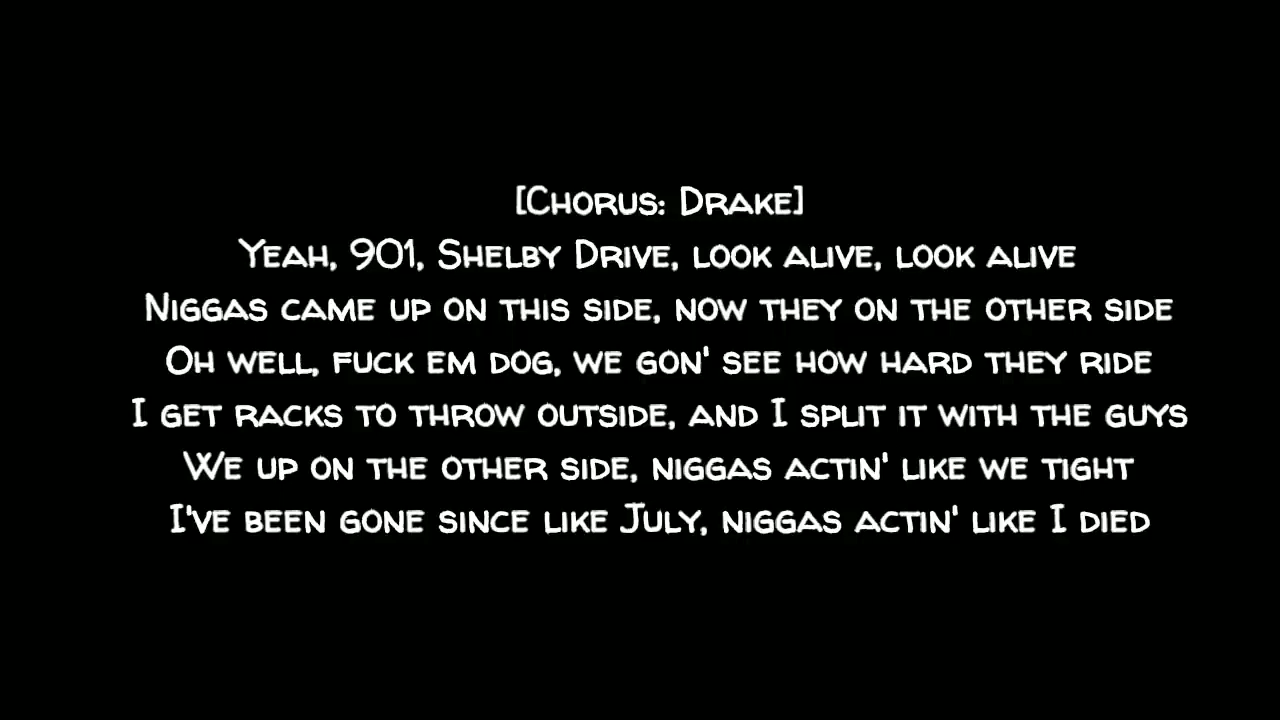 [Chorus: Drake]
Yeah, 901, Shelby Drive, look alive, look alive
Niggas came up on this side, now they on the other side
Oh well, fuck em dog, we gon' see how hard they ride
I get racks to throw outside, and I split it with the guys
We up on the other side, niggas actin' like we tight
I've been gone since like July, niggas actin' like I died